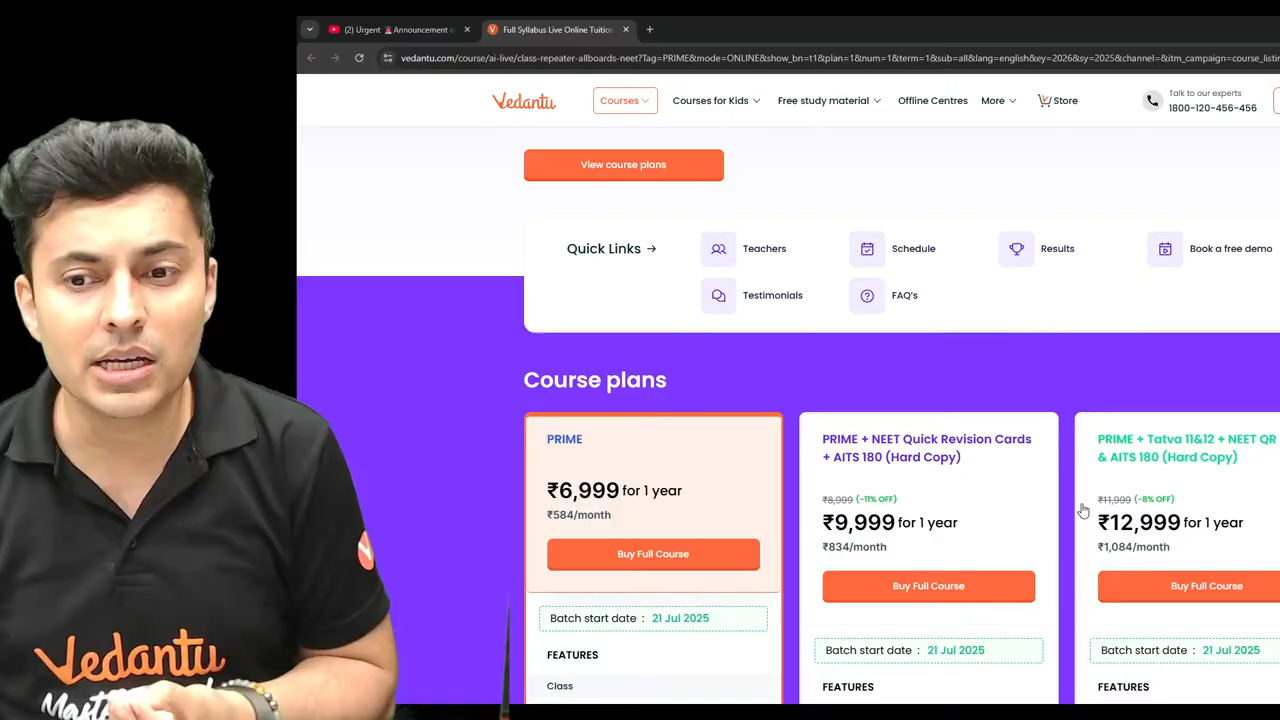 (2) Urgent 🚨Announcement o
Full Syllabus Live Online Tuition
vedantu.com/course/ai-live/class-repeater-allboards-neet?Tag=PRIME&mode=ONLINE&show_bn=t1&plan=1&num=1&term=1&sub=all&lang=english&ey=2026&sy=2025&channel=&itm_campaign=course_listin
Vedantu
Courses
Courses for Kids
Free study material
Offline Centres
More
Store
Talk to our experts
1800-120-456-456
View course plans
Quick Links →
Teachers
Schedule
Results
Book a free demo
Testimonials
FAQ's
Course plans
PRIME
₹6,999 for 1 year
₹584/month
Buy Full Course
Batch start date : 21 Jul 2025
FEATURES
Class
PRIME + NEET Quick Revision Cards
+ AITS 180 (Hard Copy)
₹8,999 (-11% OFF)
₹9,999 for 1 year
₹834/month
Buy Full Course
Batch start date : 21 Jul 2025
FEATURES
PRIME + Tatva 11&12 + NEET QR
& AITS 180 (Hard Copy)
₹11,999 (-8% OFF)
₹12,999 for 1 year
₹1,084/month
Buy Full Course
Batch start date : 21 Jul 2025
FEATURES
Vedantu